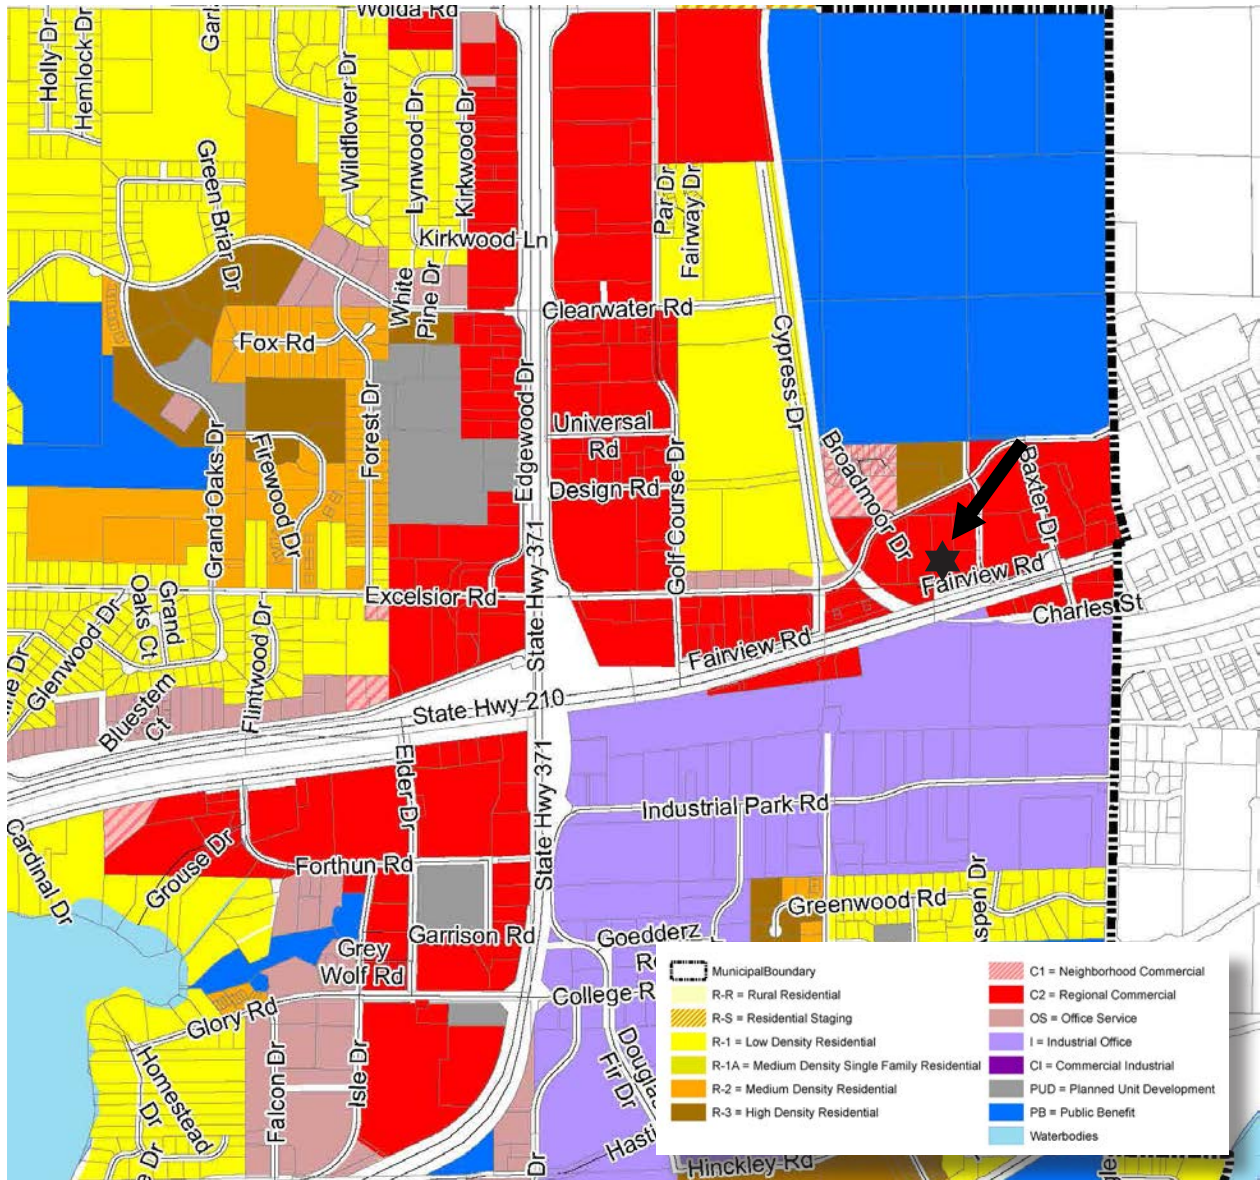 Wolda Rd
Holly Dr
Hemlock Dr
Wildflower Dr
Lynwood Dr
Kirkwood Dr
Green Briar Dr
Par Dr
Fairway Dr
Kirkwood Ln
White
Pine Dr
Clearwater Rd
Fox Rd
Forest Dr
Edgewood Dr
Cypress Dr
Universal
Rd
Design Rd
Golf Course Dr
Grand Oaks Dr
Firewood Dr
Broadmoor Dr
Baxter Dr
State Hwy 371
Excelsior Rd
Fairview Rd
Charles St
Oaks Ct
Grand
Glenwood Dr
Flintwood Dr
Bluestem
Ct
Fairview Rd
State Hwy 210
Elder Dr
State Hwy 371
Industrial Park Rd
Cardinal Dr
Grouse Dr
Forthun Rd
Greenwood Rd
Aspen Dr
Garrison Rd
Goedderz
Grey
Wolf Rd
College R
Glory Rd
Homestead
Dr
Falcon Dr
Isle Dr
Douglas
Fir Dr
Hasti
Dr
Hinckley Rd
MunicipalBoundary
R-R = Rural Residential
R-S = Residential Staging
R-1 = Low Density Residential
R-1A = Medium Density Single Family Residential
R-2 = Medium Density Residential
R-3 = High Density Residential
C1 = Neighborhood Commercial
C2 = Regional Commercial
OS = Office Service
I = Industrial Office
CI = Commercial Industrial
PUD = Planned Unit Development
PB = Public Benefit
Waterbodies